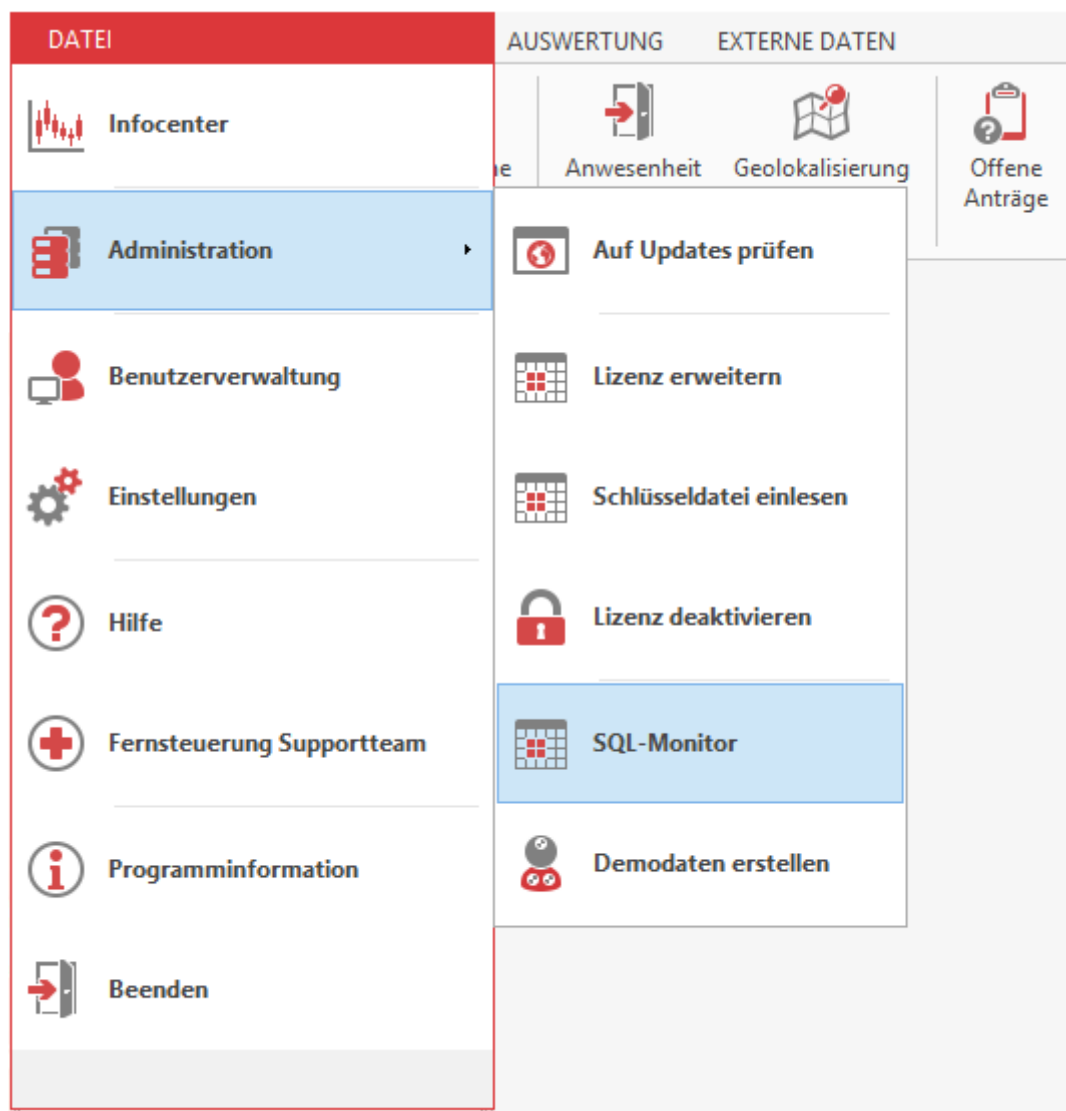 DATEI
AUSWERTUNG
EXTERNE DATEN
Anwesenheit
Geolokalisierung
Offene
Anträge
Infocenter
Administration
Benutzerverwaltung
Einstellungen
Hilfe
Fernsteuerung Supportteam
Programminformation
Beenden
Auf Updates prüfen
Lizenz erweitern
Schlüsseldatei einlesen
Lizenz deaktivieren
SQL-Monitor
Demodaten erstellen